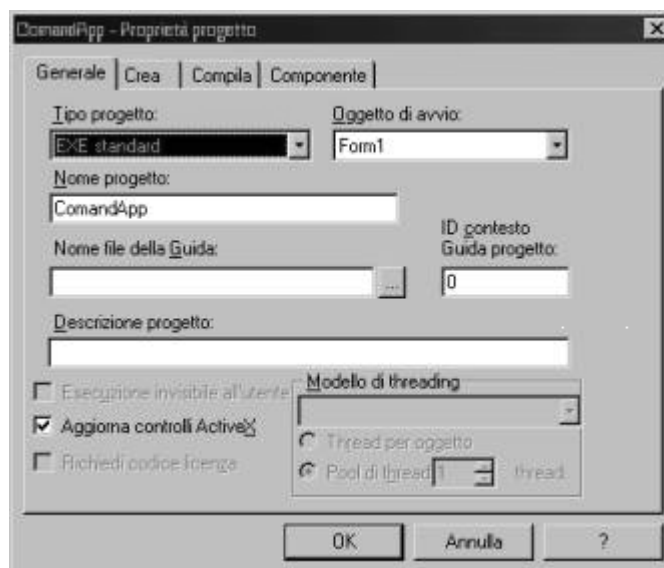 ComandApp - Proprietà progetto
Generale Crea Compila Componente
Tipo progetto: Oggetto di avvio:
EXE standard Form1
Nome progetto:
ComandApp
ID contesto
Nome file della Guida: Guida progetto:
... 0
Descrizione progetto:
Esecuzione invisibile all'utente Modello di threading
Aggiorna controlli ActiveX
Thread per oggetto
Richiedi codice licenza Pool di thread 1 thread
OK Annulla ?